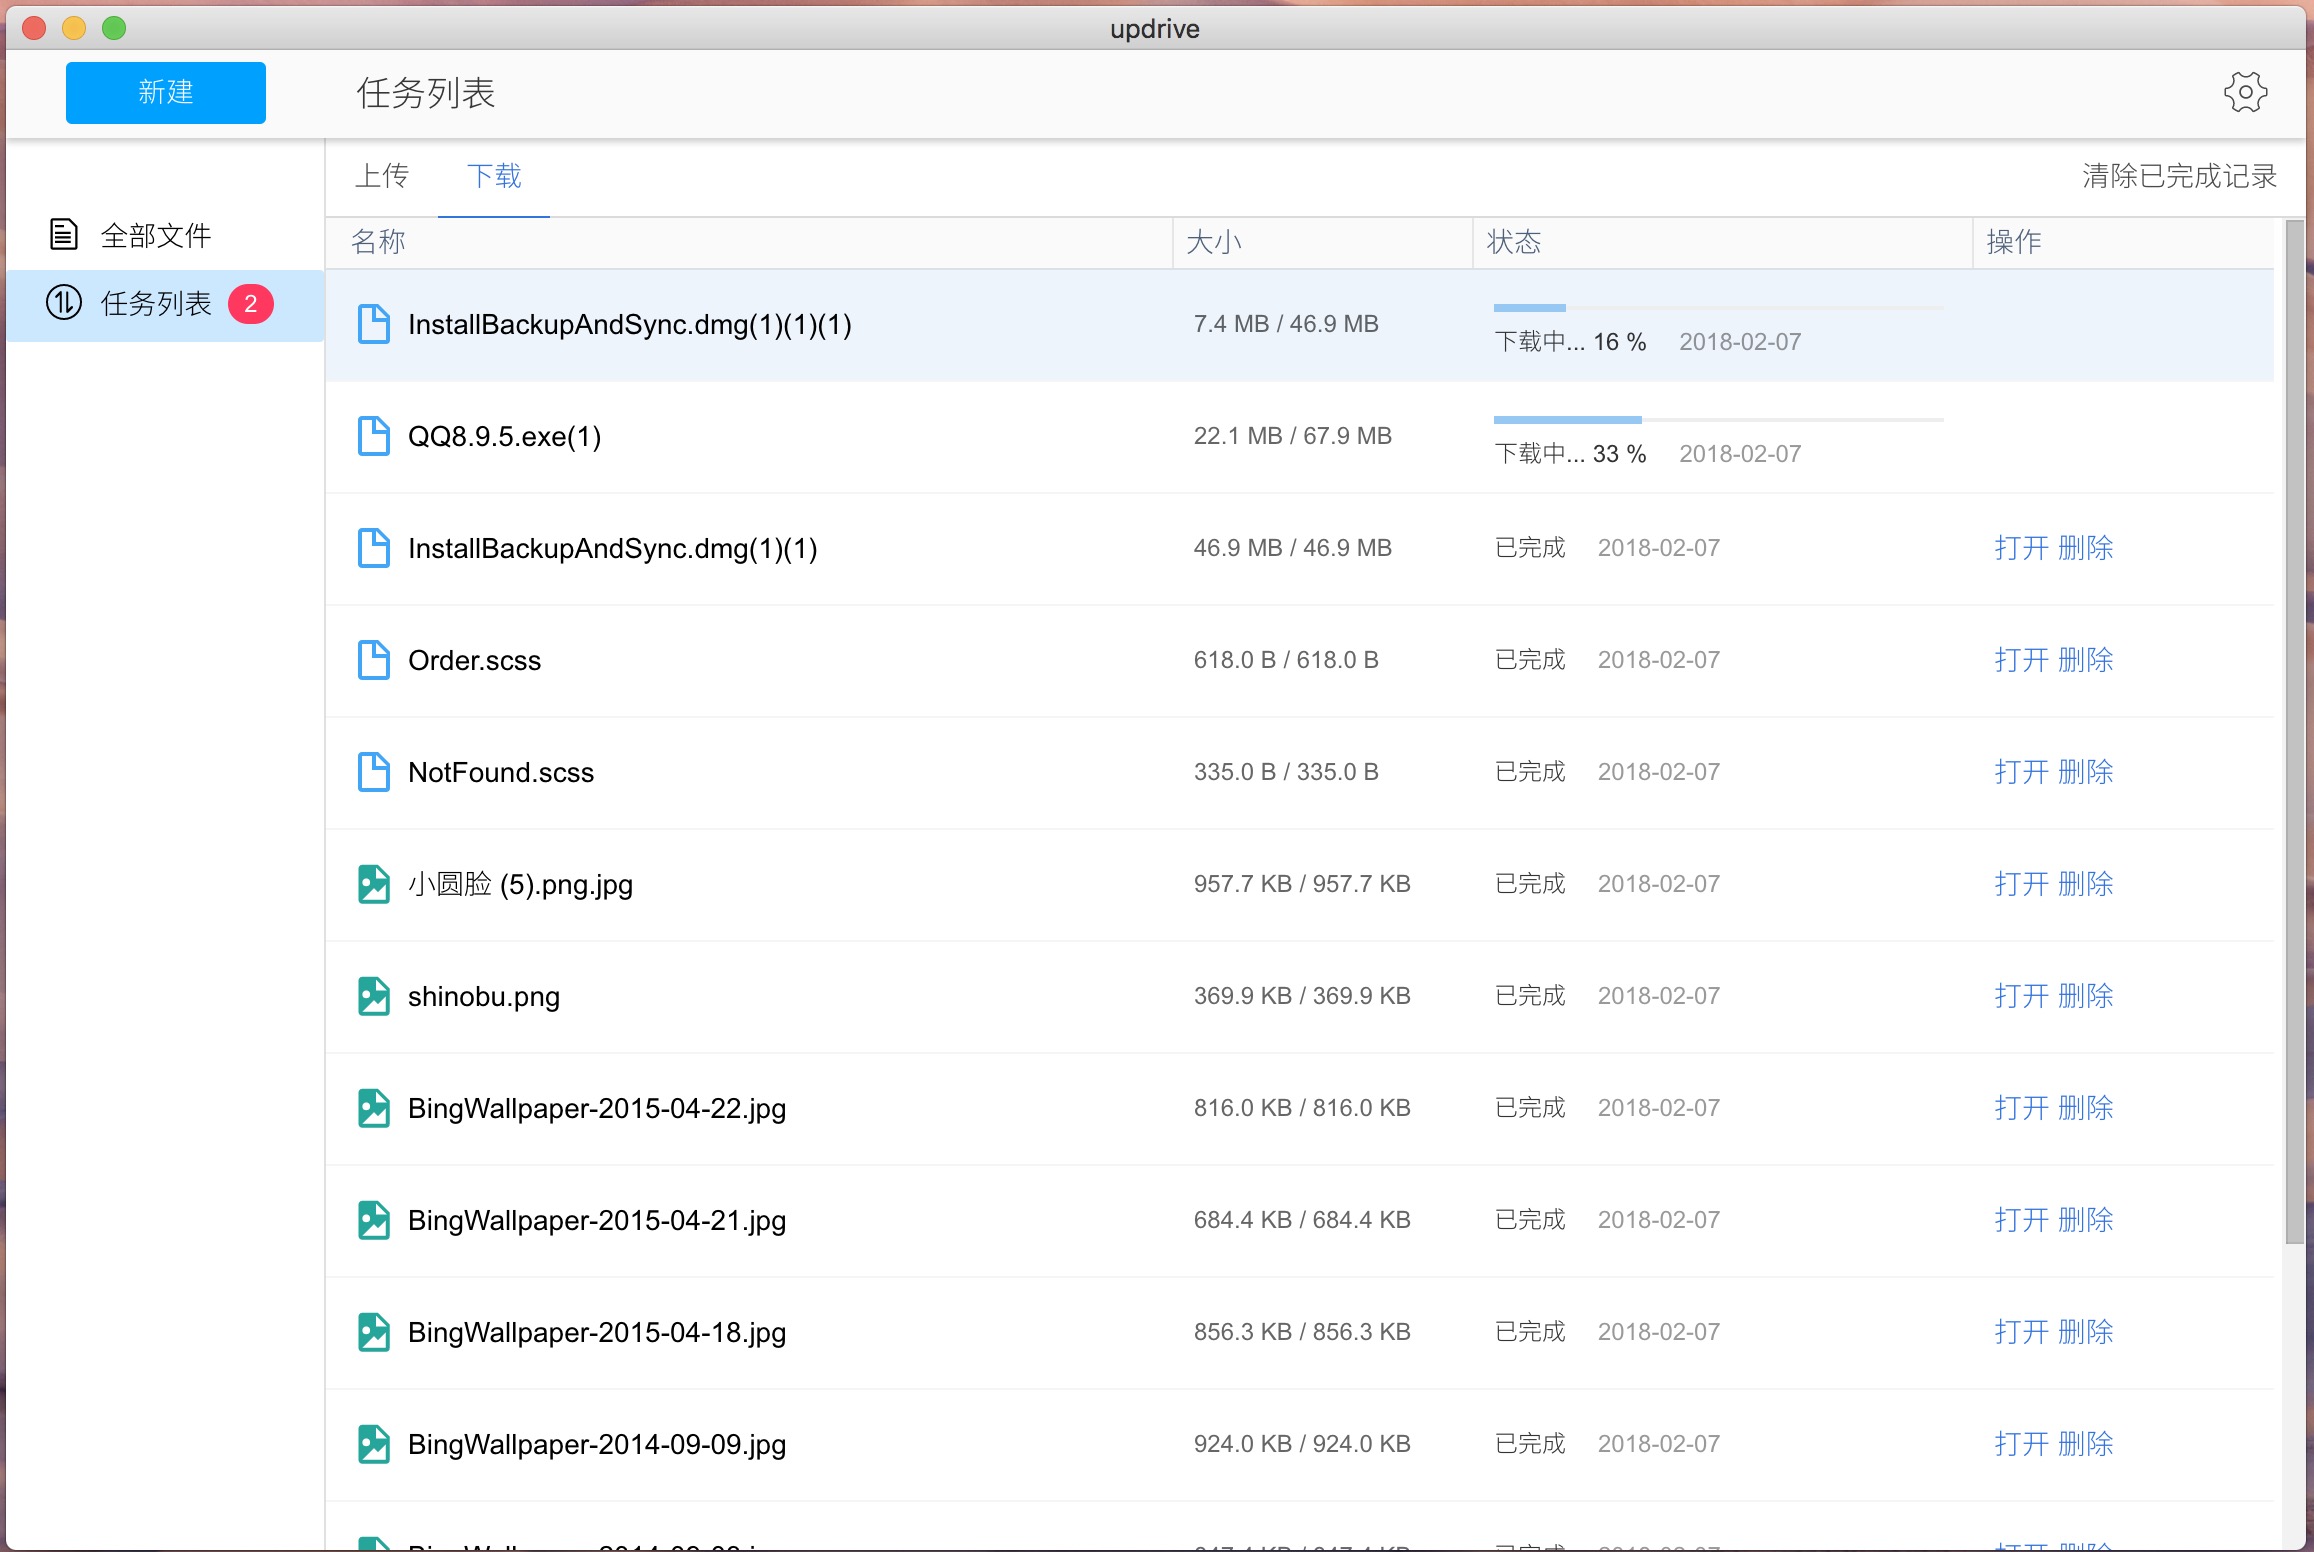 updrive
新建
任务列表
全部文件
任务列表 2
上传 下载 清除已完成记录
名称 大小 状态 操作
InstallBackupAndSync.dmg(1)(1)(1) 7.4 MB / 46.9 MB 下载中... 16 % 2018-02-07
QQ8.9.5.exe(1) 22.1 MB / 67.9 MB 下载中... 33 % 2018-02-07
InstallBackupAndSync.dmg(1)(1) 46.9 MB / 46.9 MB 已完成 2018-02-07 打开 删除
Order.scss 618.0 B / 618.0 B 已完成 2018-02-07 打开 删除
NotFound.scss 335.0 B / 335.0 B 已完成 2018-02-07 打开 删除
小圆脸 (5).png.jpg 957.7 KB / 957.7 KB 已完成 2018-02-07 打开 删除
shinobu.png 369.9 KB / 369.9 KB 已完成 2018-02-07 打开 删除
BingWallpaper-2015-04-22.jpg 816.0 KB / 816.0 KB 已完成 2018-02-07 打开 删除
BingWallpaper-2015-04-21.jpg 684.4 KB / 684.4 KB 已完成 2018-02-07 打开 删除
BingWallpaper-2015-04-18.jpg 856.3 KB / 856.3 KB 已完成 2018-02-07 打开 删除
BingWallpaper-2014-09-09.jpg 924.0 KB / 924.0 KB 已完成 2018-02-07 打开 删除